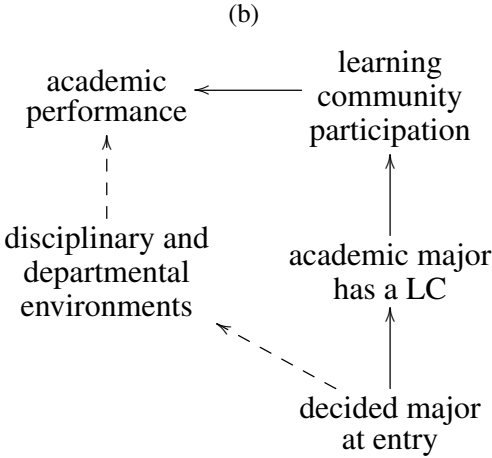 (b)
academic
performance
learning
community
participation
disciplinary and
departmental
environments
academic major
has a LC
decided major
at entry